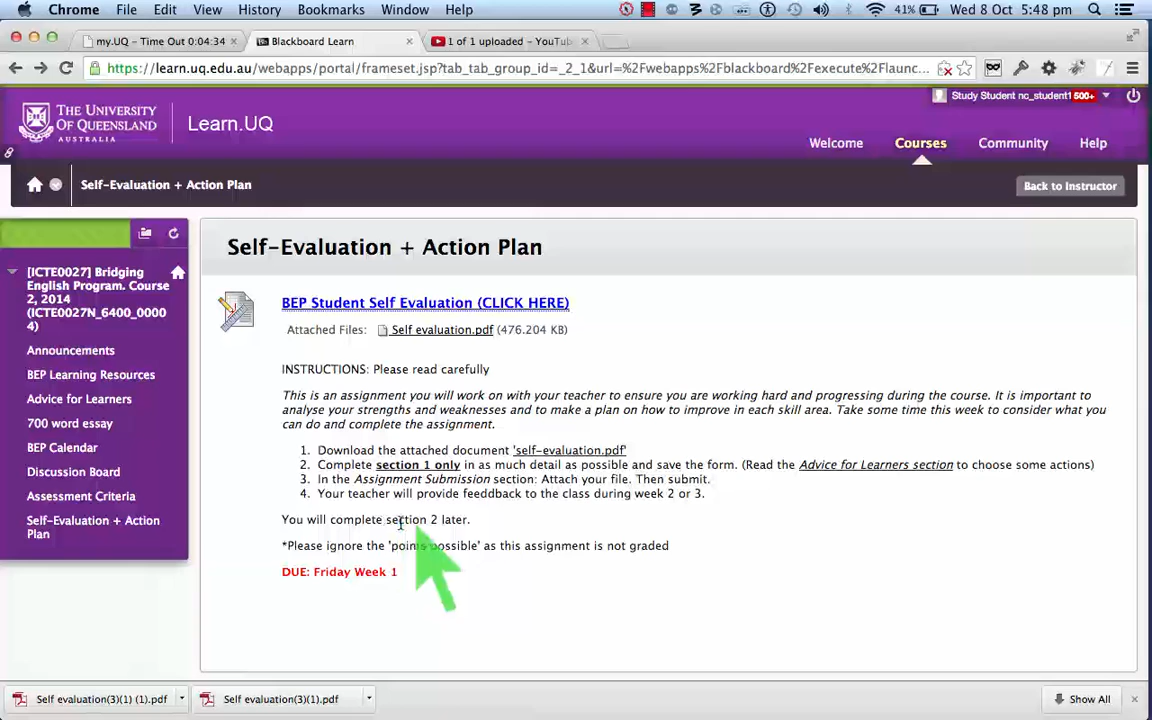 Chrome File Edit View History Bookmarks Window Help 41% Wed 8 Oct 5:48 pm
my.UQ - Time Out 0:04:34 Blackboard Learn 1 of 1 uploaded - YouTu
https://learn.uq.edu.au/webapps/portal/frameset.jsp?tab_tab_group_id=_2_1&url=%2Fwebapps%2Fblackboard%2Fexecute%2Flaunc...
Study Student nc_student1 500+
THE UNIVERSITY
OF QUEENSLAND
AUSTRALIA
Learn.UQ
Welcome Courses Community Help
Self-Evaluation + Action Plan
Back to Instructor
[ICTE0027] Bridging
English Program. Course
2, 2014
(ICTE0027N_6400_0000
4)
Announcements
BEP Learning Resources
Advice for Learners
700 word essay
BEP Calendar
Discussion Board
Assessment Criteria
Self-Evaluation + Action
Plan
Self-Evaluation + Action Plan
BEP Student Self Evaluation (CLICK HERE)
Attached Files: Self evaluation.pdf (476.204 KB)
INSTRUCTIONS: Please read carefully
This is an assignment you will work on with your teacher to ensure you are working hard and progressing during the course. It is important to
analyse your strengths and weaknesses and to make a plan on how to improve in each skill area. Take some time this week to consider what you
can do and complete the assignment.
1. Download the attached document 'self-evaluation.pdf'
2. Complete section 1 only in as much detail as possible and save the form. (Read the Advice for Learners section to choose some actions)
3. In the Assignment Submission section: Attach your file. Then submit.
4. Your teacher will provide feeddback to the class during week 2 or 3.
You will complete section 2 later.
*Please ignore the 'points possible' as this assignment is not graded
DUE: Friday Week 1
Self evaluation(3)(1) (1).pdf Self evaluation(3)(1).pdf Show All